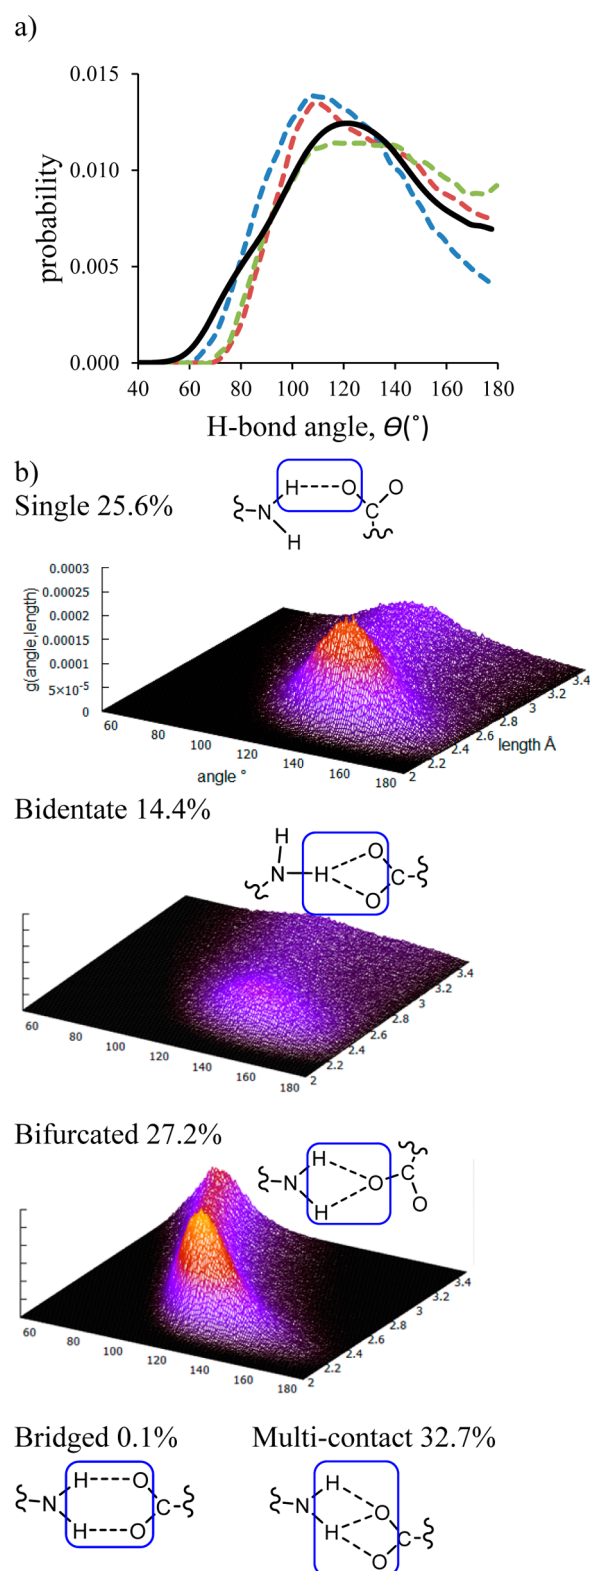 a)
0.015
0.010
0.005
0.000
probability
40 60 80 100 120 140 160 180
H-bond angle, Θ(˚)
b)
Single 25.6%
H O O
N C
H
0.0003
0.00025
0.0002
0.00015
0.0001
5×10⁻⁵
0
g(angle,length)
60 80 100 120 140 160 180
angle °
2 2.2 2.4 2.6 2.8 3 3.2 3.4
length Å
Bidentate 14.4%
H
O
N H C
O
60 80 100 120 140 160 180
2 2.2 2.4 2.6 2.8 3 3.2 3.4
Bifurcated 27.2%
H
N O C
H O
60 80 100 120 140 160 180
2 2.2 2.4 2.6 2.8 3 3.2 3.4
Bridged 0.1%
Multi-contact 32.7%
H O
N C
H O
H
N O
H C
O